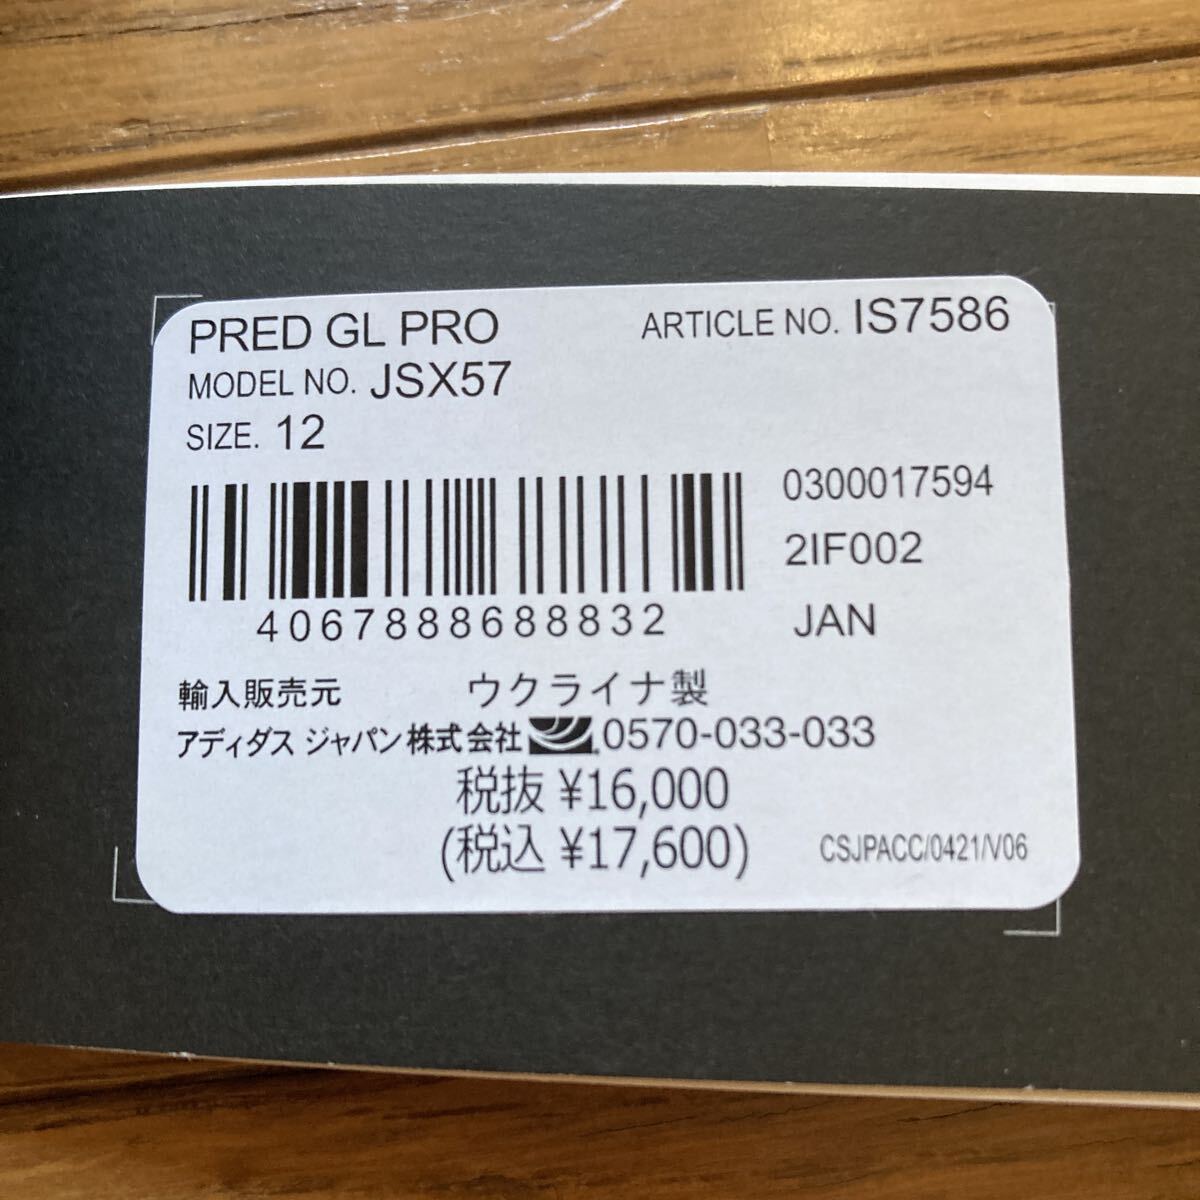 PRED GL PRO ARTICLE NO. IS7586
MODEL NO. JSX57
SIZE. 12
0300017594
2IF002
4067888688832 JAN
輸入販売元 ウクライナ製
アディダス ジャパン株式会社 0570-033-033
税抜 ¥16,000
(税込 ¥17,600) CSJPACC/0421/V06